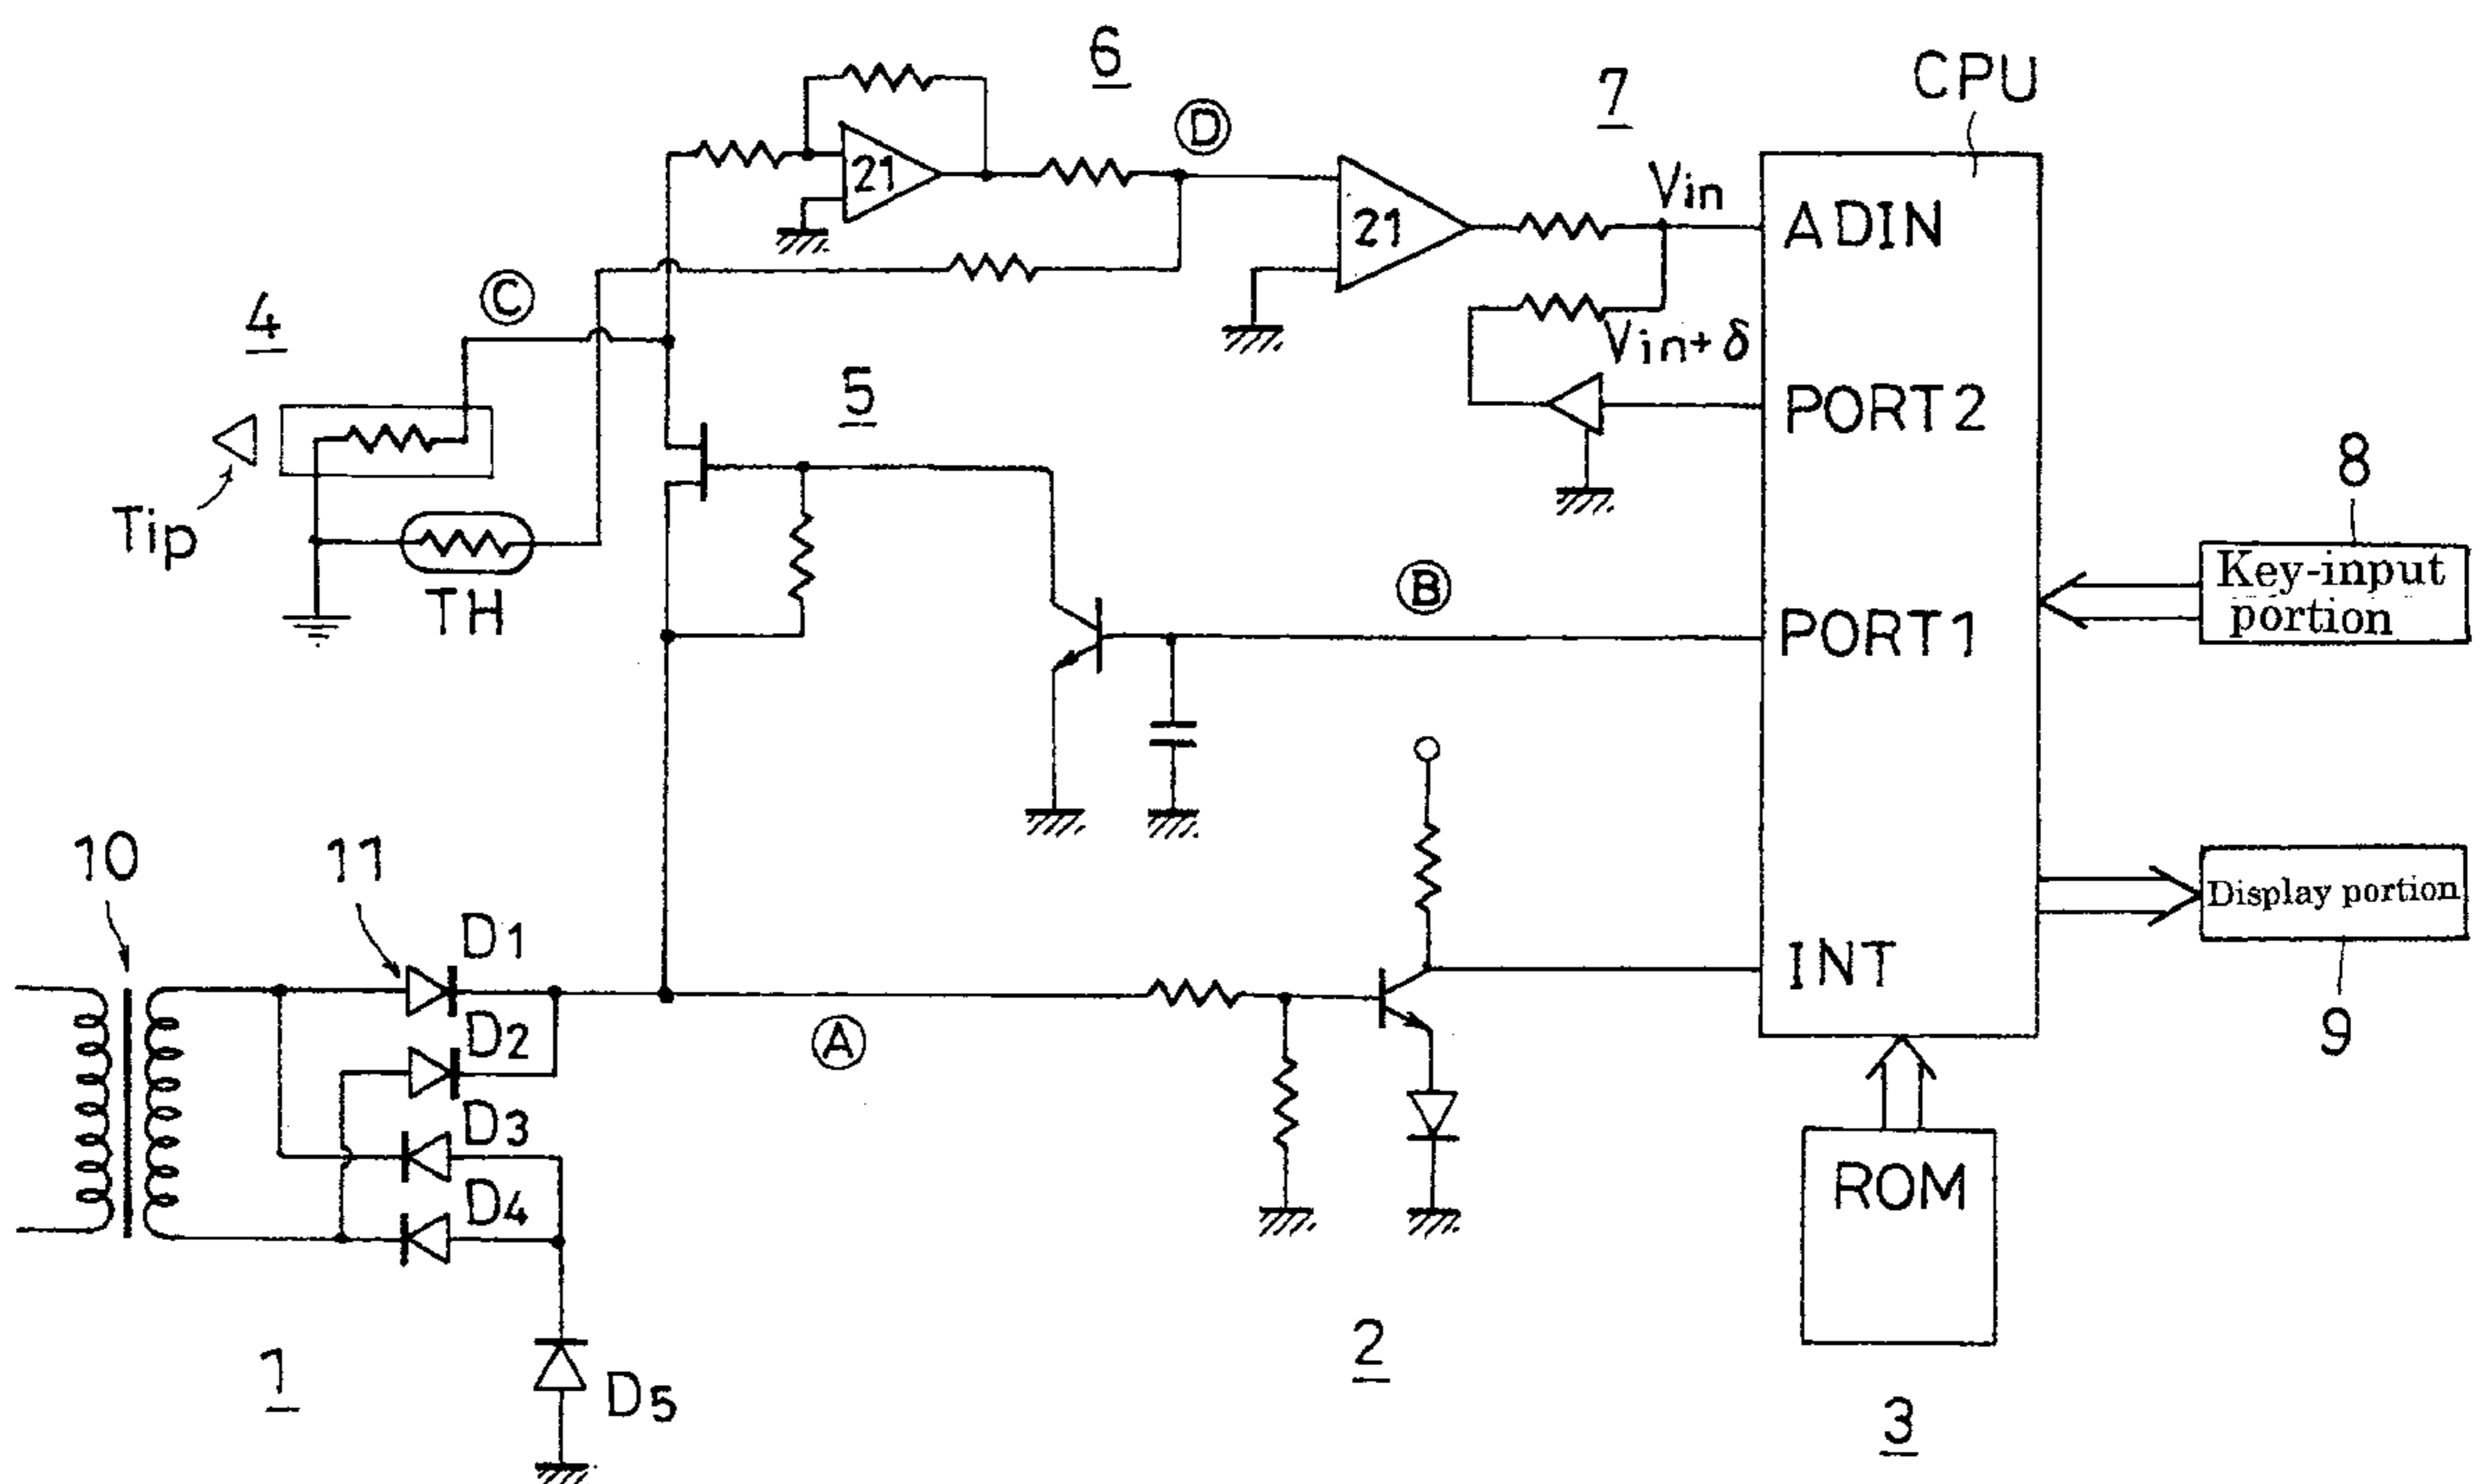 6
7
CPU
D
21
Vin
ADIN
21
C
4
Vin+ δ
5
PORT2
8
Tip
Key-input
portion
TH
B
PORT1
10
11
D1
Display portion
INT
D2
A
9
D3
D4
ROM
2
1
D5
3